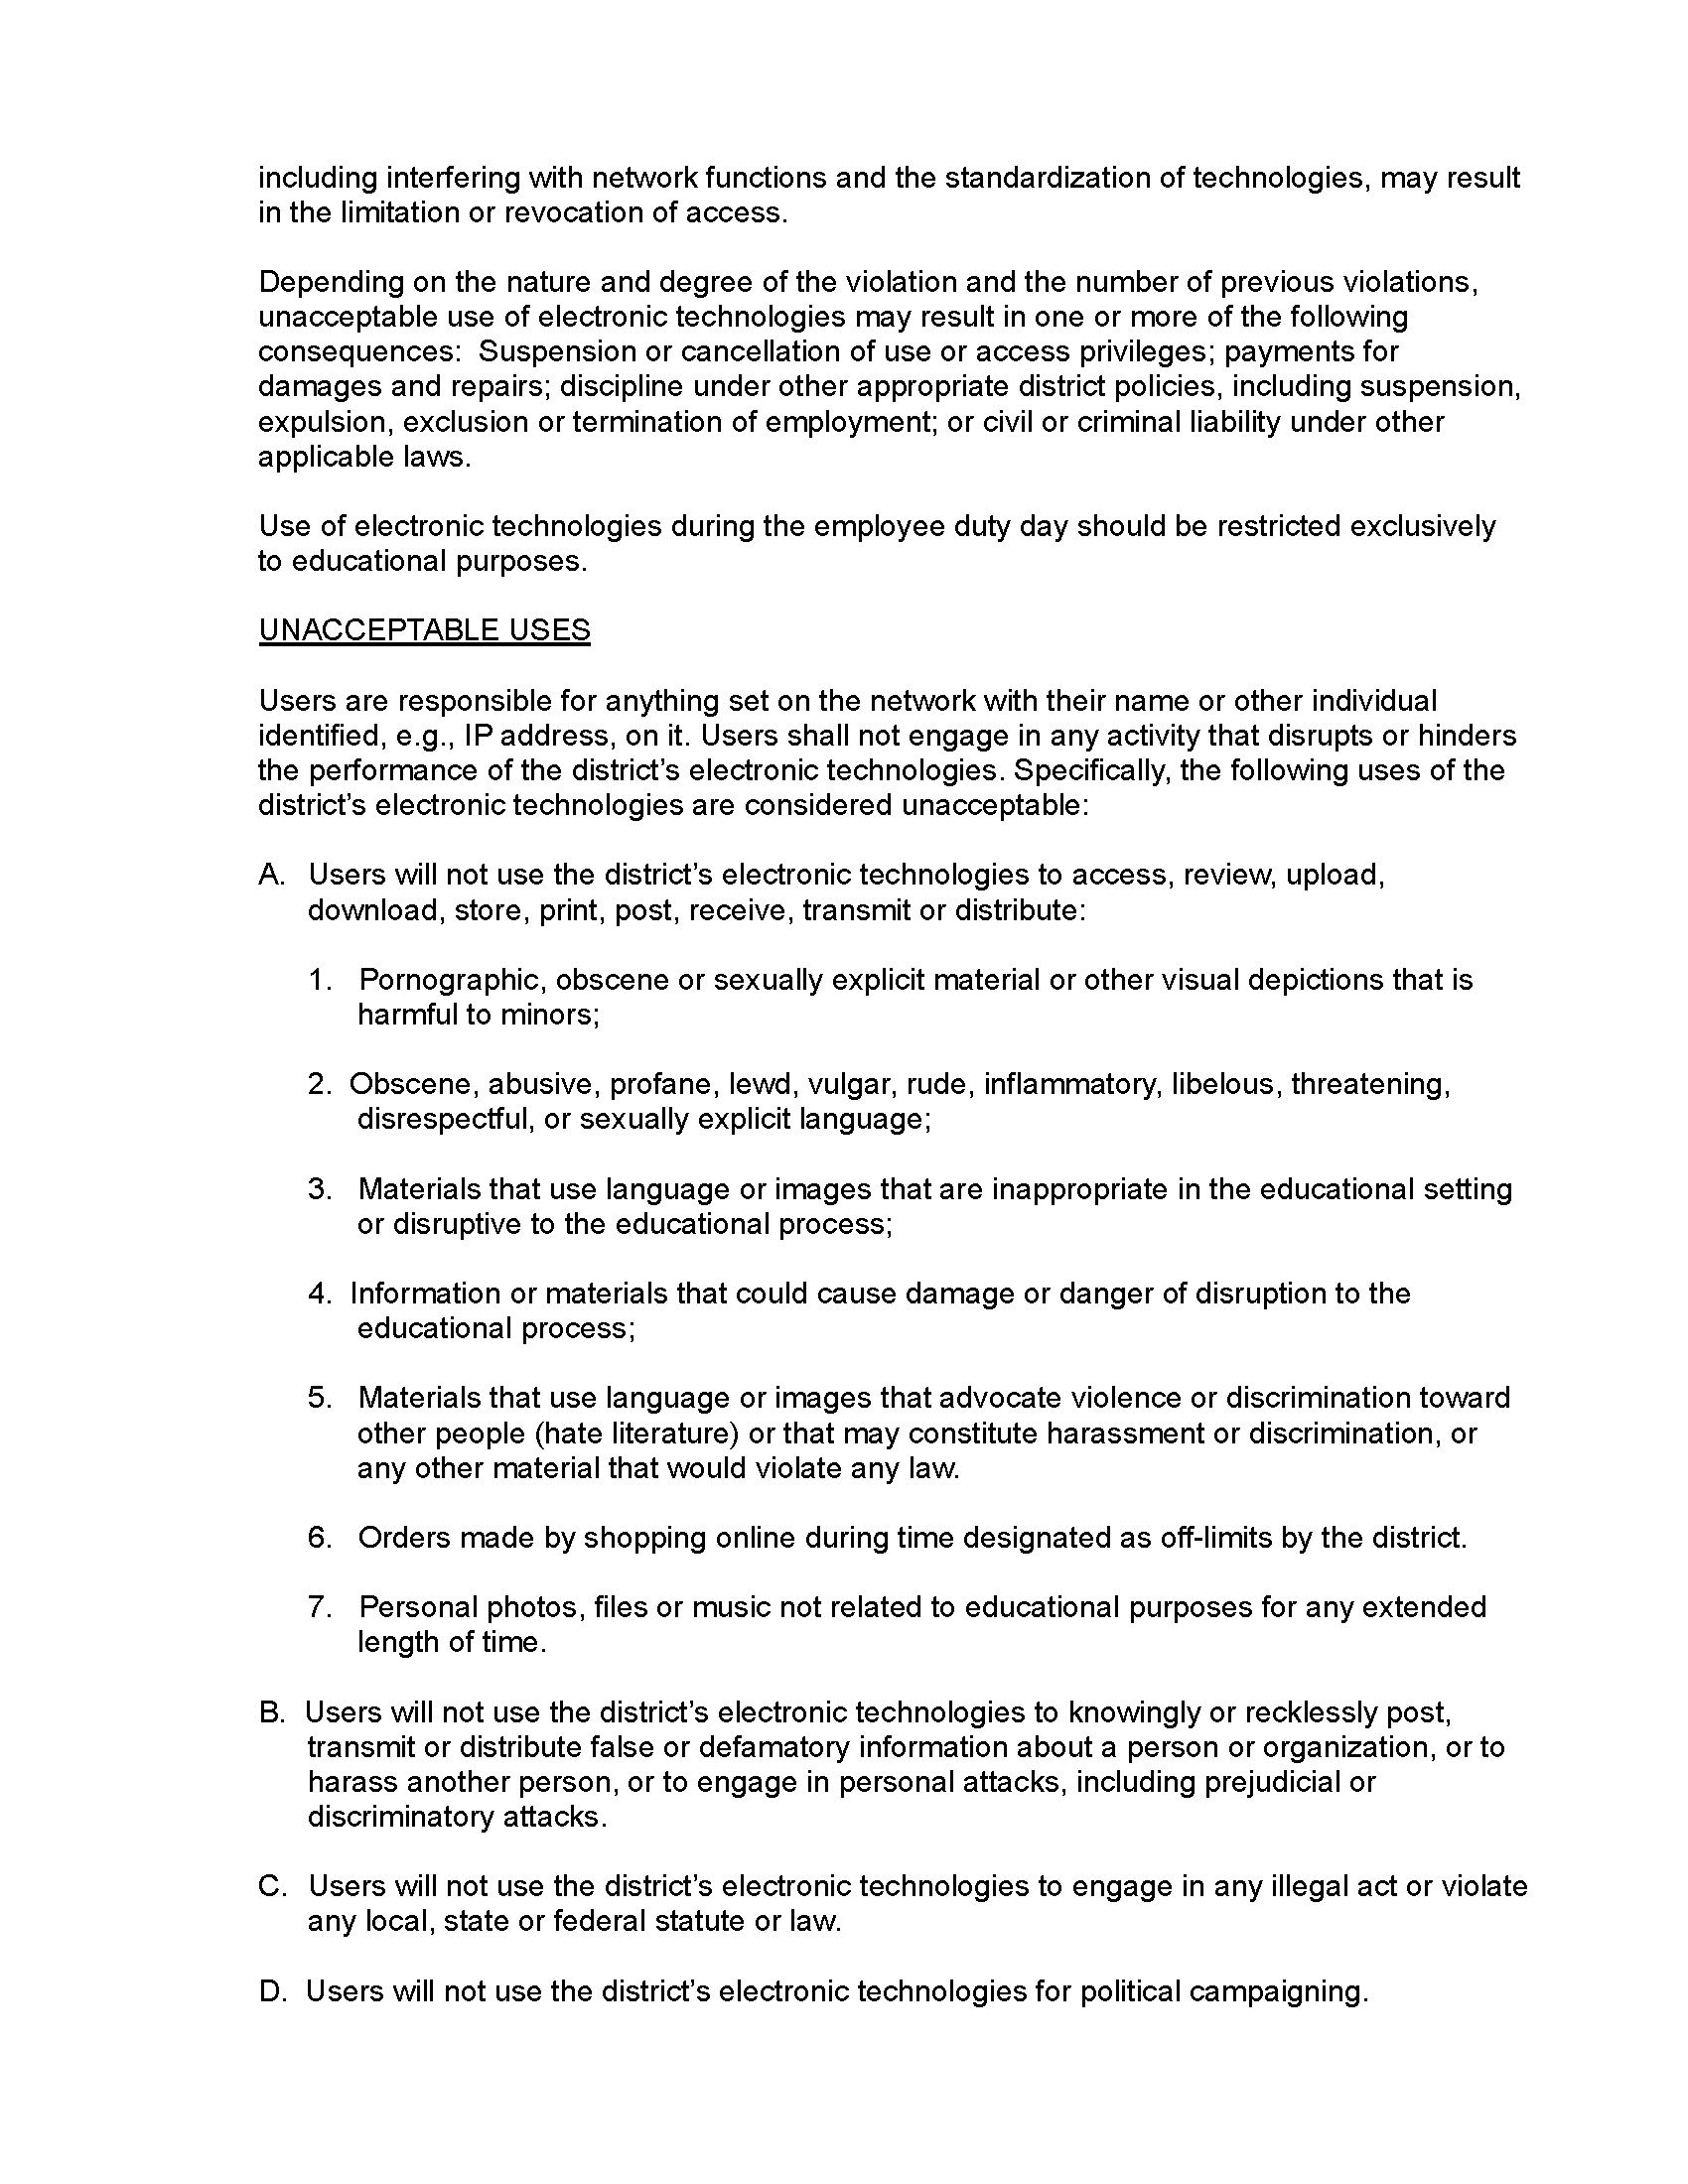 including interfering with network functions and the standardization of technologies, may result
in the limitation or revocation of access.
Depending on the nature and degree of the violation and the number of previous violations,
unacceptable use of electronic technologies may result in one or more of the following
consequences:  Suspension or cancellation of use or access privileges; payments for
damages and repairs; discipline under other appropriate district policies, including suspension,
expulsion, exclusion or termination of employment; or civil or criminal liability under other
applicable laws.
Use of electronic technologies during the employee duty day should be restricted exclusively
to educational purposes.
UNACCEPTABLE USES
Users are responsible for anything set on the network with their name or other individual
identified, e.g., IP address, on it. Users shall not engage in any activity that disrupts or hinders
the performance of the district’s electronic technologies. Specifically, the following uses of the
district’s electronic technologies are considered unacceptable:
A. Users will not use the district’s electronic technologies to access, review, upload,
download, store, print, post, receive, transmit or distribute:
1. Pornographic, obscene or sexually explicit material or other visual depictions that is
harmful to minors;
2. Obscene, abusive, profane, lewd, vulgar, rude, inflammatory, libelous, threatening,
disrespectful, or sexually explicit language;
3. Materials that use language or images that are inappropriate in the educational setting
or disruptive to the educational process;
4. Information or materials that could cause damage or danger of disruption to the
educational process;
5. Materials that use language or images that advocate violence or discrimination toward
other people (hate literature) or that may constitute harassment or discrimination, or
any other material that would violate any law.
6. Orders made by shopping online during time designated as off-limits by the district.
7. Personal photos, files or music not related to educational purposes for any extended
length of time.
B. Users will not use the district’s electronic technologies to knowingly or recklessly post,
transmit or distribute false or defamatory information about a person or organization, or to
harass another person, or to engage in personal attacks, including prejudicial or
discriminatory attacks.
C. Users will not use the district’s electronic technologies to engage in any illegal act or violate
any local, state or federal statute or law.
D. Users will not use the district’s electronic technologies for political campaigning.